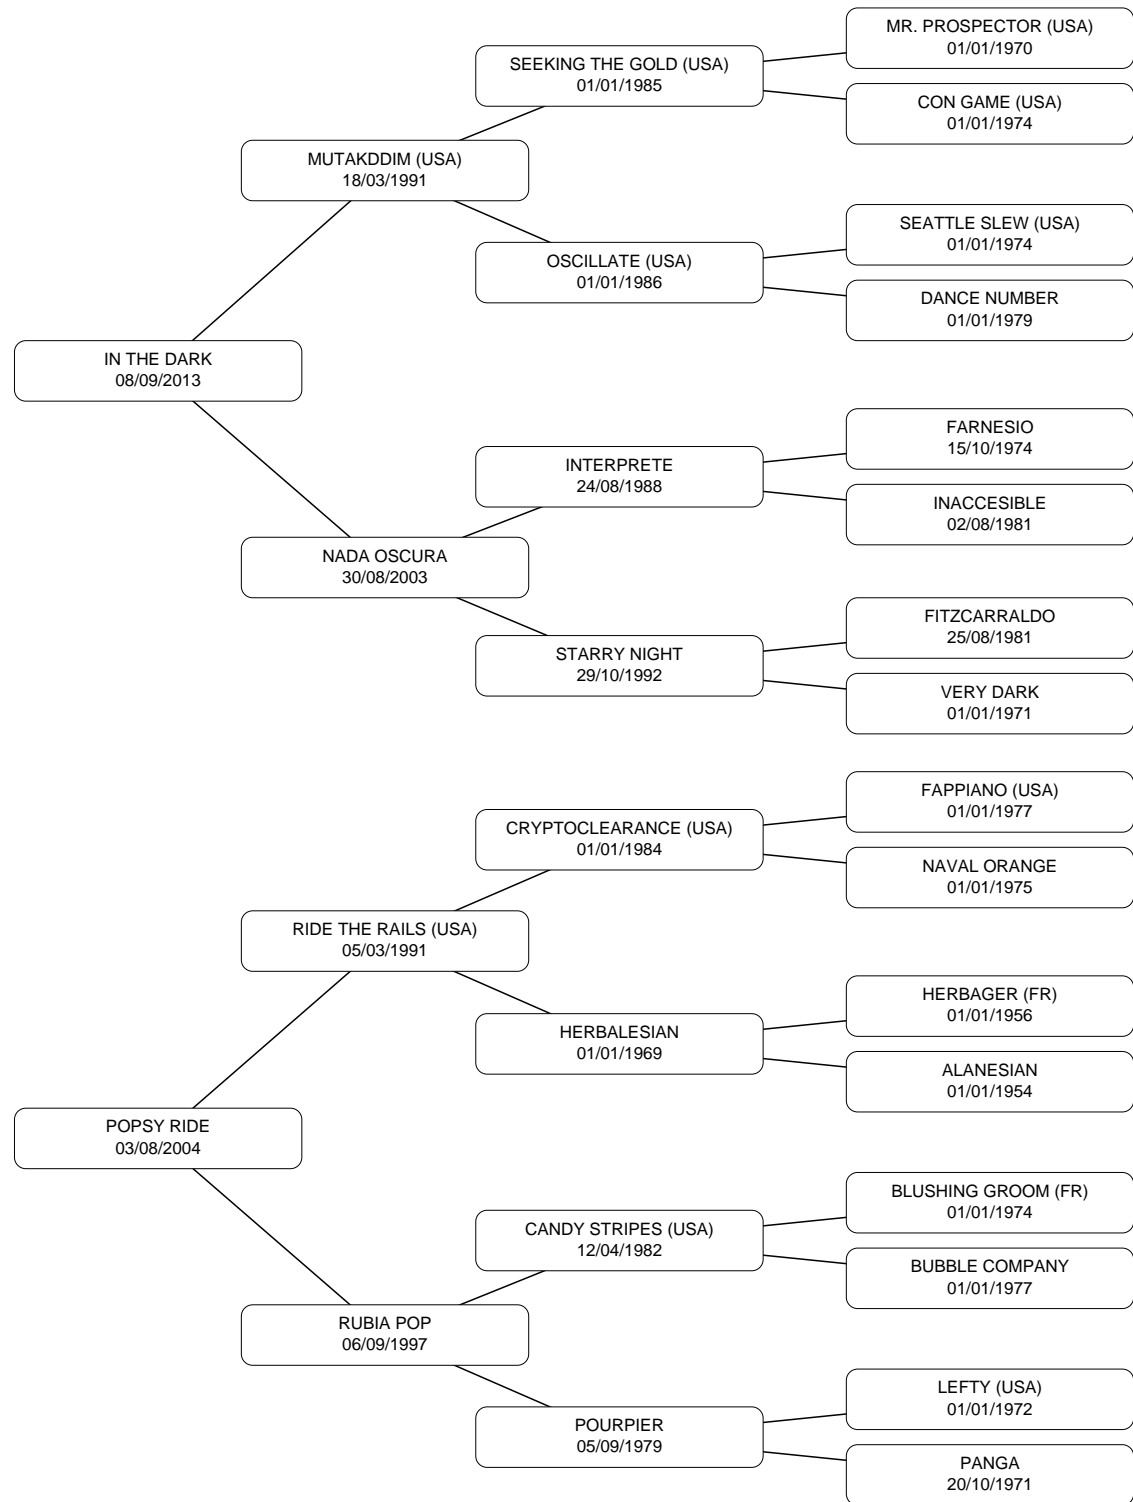 MR. PROSPECTOR (USA)
01/01/1970
SEEKING THE GOLD (USA)
01/01/1985
CON GAME (USA)
01/01/1974
MUTAKDDIM (USA)
18/03/1991
SEATTLE SLEW (USA)
01/01/1974
OSCILLATE (USA)
01/01/1986
DANCE NUMBER
01/01/1979
IN THE DARK
08/09/2013
FARNESIO
15/10/1974
INTERPRETE
24/08/1988
INACCESIBLE
02/08/1981
NADA OSCURA
30/08/2003
FITZCARRALDO
25/08/1981
STARRY NIGHT
29/10/1992
VERY DARK
01/01/1971
FAPPIANO (USA)
01/01/1977
CRYPTOCLEARANCE (USA)
01/01/1984
NAVAL ORANGE
01/01/1975
RIDE THE RAILS (USA)
05/03/1991
HERBAGER (FR)
01/01/1956
HERBALESIAN
01/01/1969
ALANESIAN
01/01/1954
POPSY RIDE
03/08/2004
BLUSHING GROOM (FR)
01/01/1974
CANDY STRIPES (USA)
12/04/1982
BUBBLE COMPANY
01/01/1977
RUBIA POP
06/09/1997
LEFTY (USA)
01/01/1972
POURPIER
05/09/1979
PANGA
20/10/1971